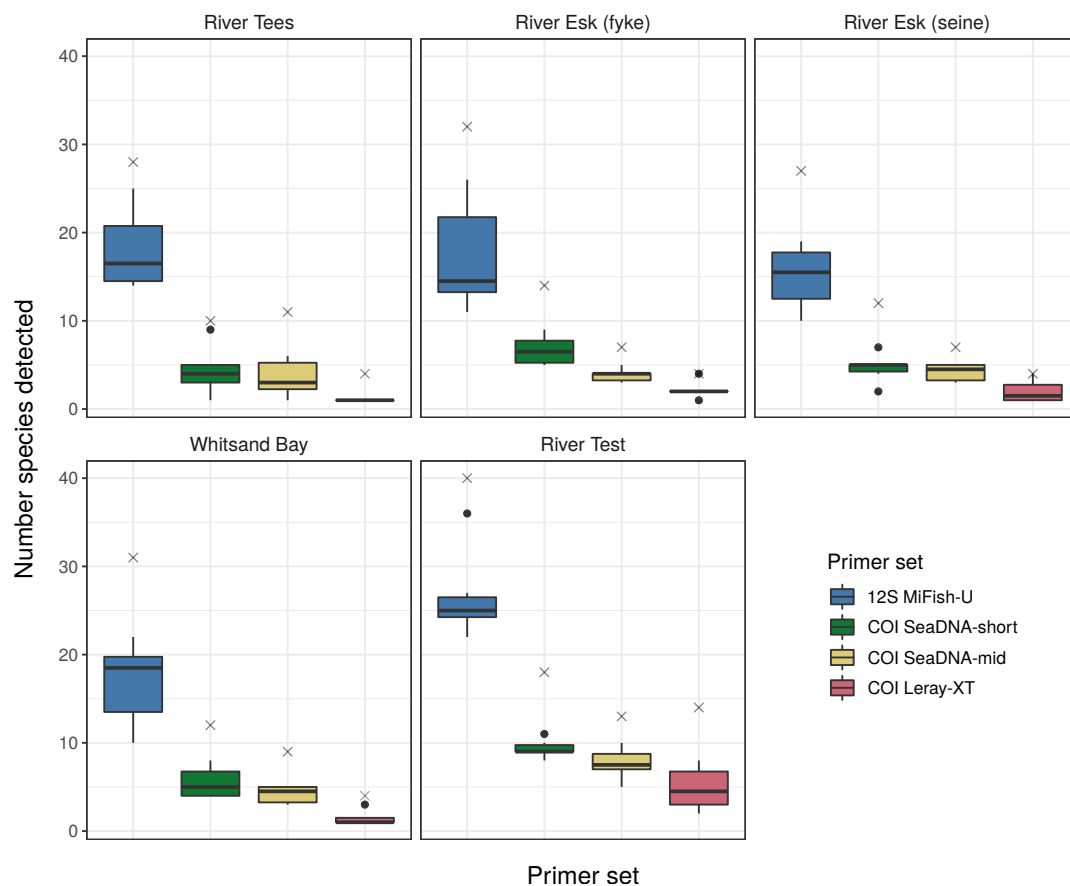 River Tees
River Esk (fyke)
River Esk (seine)
40
30
20
10
0
Whitsand Bay
River Test
40
30
20
10
0
Number species detected
Primer set
Primer set
12S MiFish-U
COI SeaDNA-short
COI SeaDNA-mid
COI Leray-XT